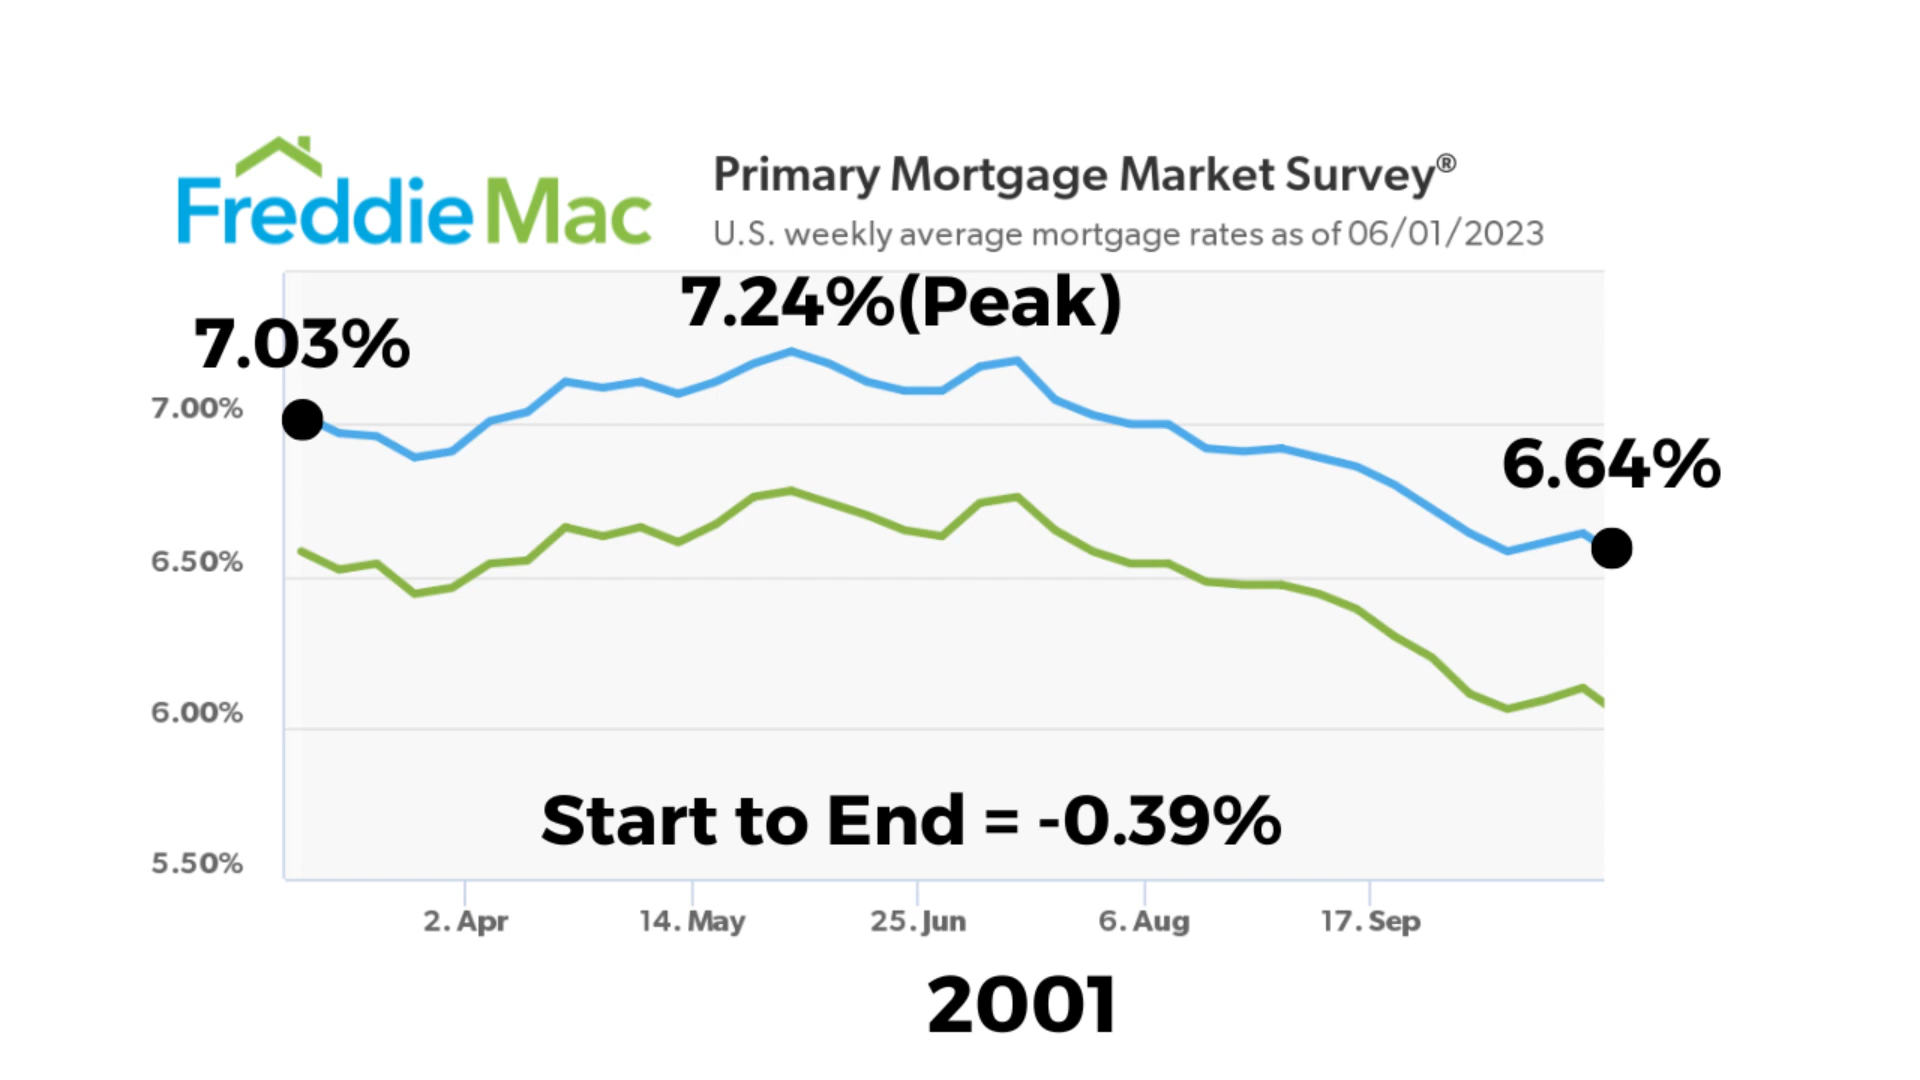 Freddie Mac
Primary Mortgage Market Survey®
U.S. weekly average mortgage rates as of 06/01/2023
7.24%(Peak)
7.03%
7.00%
6.64%
6.50%
6.00%
Start to End = -0.39%
5.50%
2. Apr
14. May
25. Jun
6. Aug
17. Sep
2001